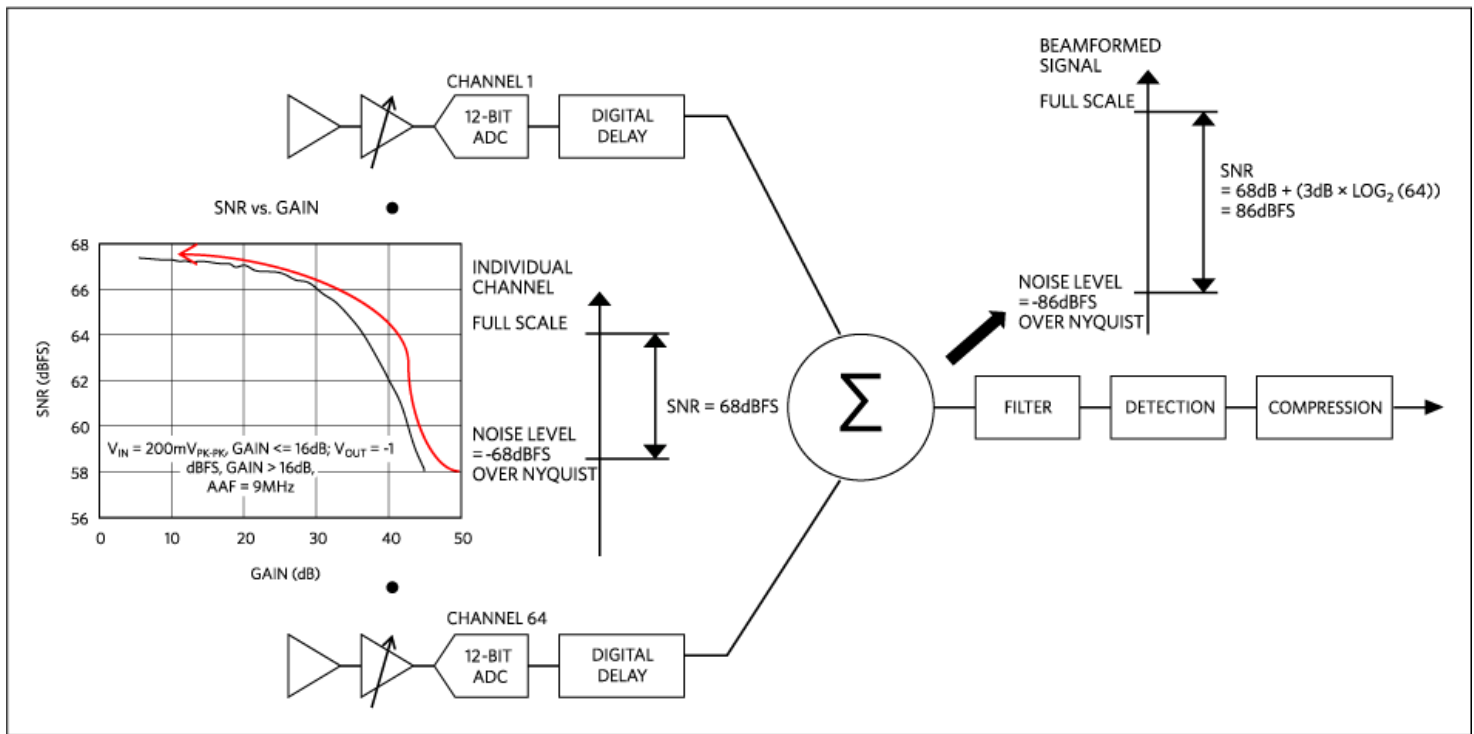 CHANNEL 1
12-BIT
ADC
DIGITAL
DELAY
SNR vs. GAIN
SNR (dBFS)
68
66
64
62
60
58
56
0
10
20
30
40
50
GAIN (dB)
V_IN = 200mV_PK-PK, GAIN <= 16dB; V_OUT = -1
dBFS, GAIN > 16dB,
AAF = 9MHz
INDIVIDUAL
CHANNEL
FULL SCALE
SNR = 68dBFS
NOISE LEVEL
= -68dBFS
OVER NYQUIST
CHANNEL 64
12-BIT
ADC
DIGITAL
DELAY
Σ
BEAMFORMED
SIGNAL
FULL SCALE
SNR
= 68dB + (3dB × LOG₂ (64))
= 86dBFS
NOISE LEVEL
= -86dBFS
OVER NYQUIST
FILTER
DETECTION
COMPRESSION